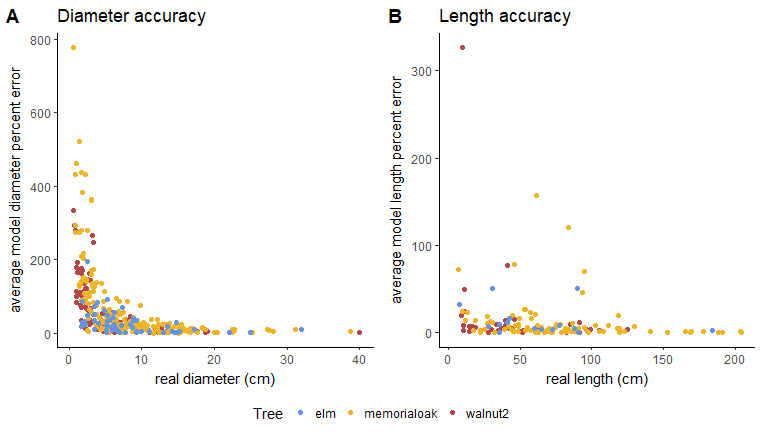 A Diameter accuracy
average model diameter percent error
800
600
400
200
0
0 10 20 30 40
real diameter (cm)
B Length accuracy
average model length percent error
300
200
100
0
0 50 100 150 200
real length (cm)
Tree elm memorialoak walnut2